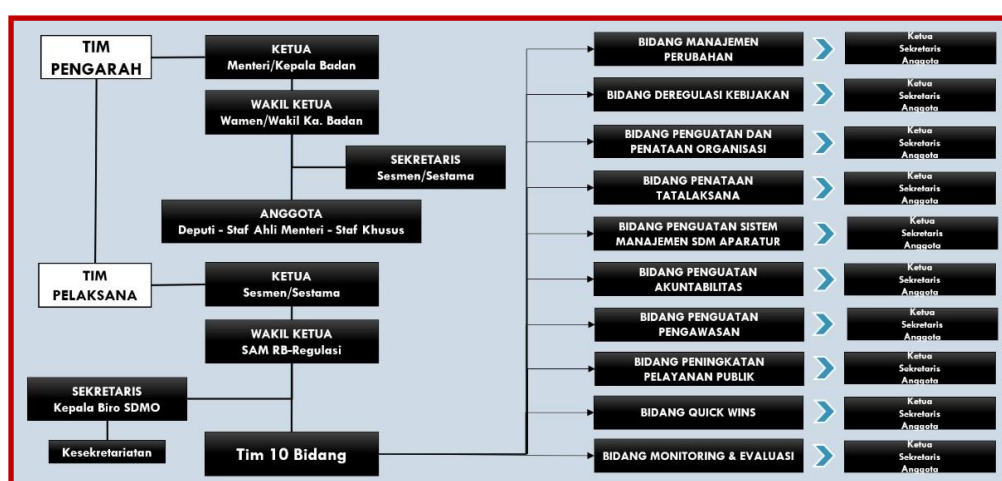 TIM
PENGARAH
KETUA
Menteri/Kepala Badan
WAKIL KETUA
Wamen/Wakil Ka. Badan
SEKRETARIS
Sesmen/Sestama
ANGGOTA
Deputi - Staf Ahli Menteri - Staf Khusus
TIM
PELAKSANA
KETUA
Sesmen/Sestama
WAKIL KETUA
SAM RB-Regulasi
SEKRETARIS
Kepala Biro SDMO
Kesekretariatan
Tim 10 Bidang
BIDANG MANAJEMEN
PERUBAHAN
Ketua
Sekretaris
Anggota
BIDANG DEREGULASI KEBIJAKAN
Ketua
Sekretaris
Anggota
BIDANG PENGUATAN DAN
PENATAAN ORGANISASI
Ketua
Sekretaris
Anggota
BIDANG PENATAAN
TATALAKSANA
Ketua
Sekretaris
Anggota
BIDANG PENGUATAN SISTEM
MANAJEMEN SDM APARATUR
Ketua
Sekretaris
Anggota
BIDANG PENGUATAN
AKUNTABILITAS
Ketua
Sekretaris
Anggota
BIDANG PENGUATAN
PENGAWASAN
Ketua
Sekretaris
Anggota
BIDANG PENINGKATAN
PELAYANAN PUBLIK
Ketua
Sekretaris
Anggota
BIDANG QUICK WINS
Ketua
Sekretaris
Anggota
BIDANG MONITORING & EVALUASI
Ketua
Sekretaris
Anggota